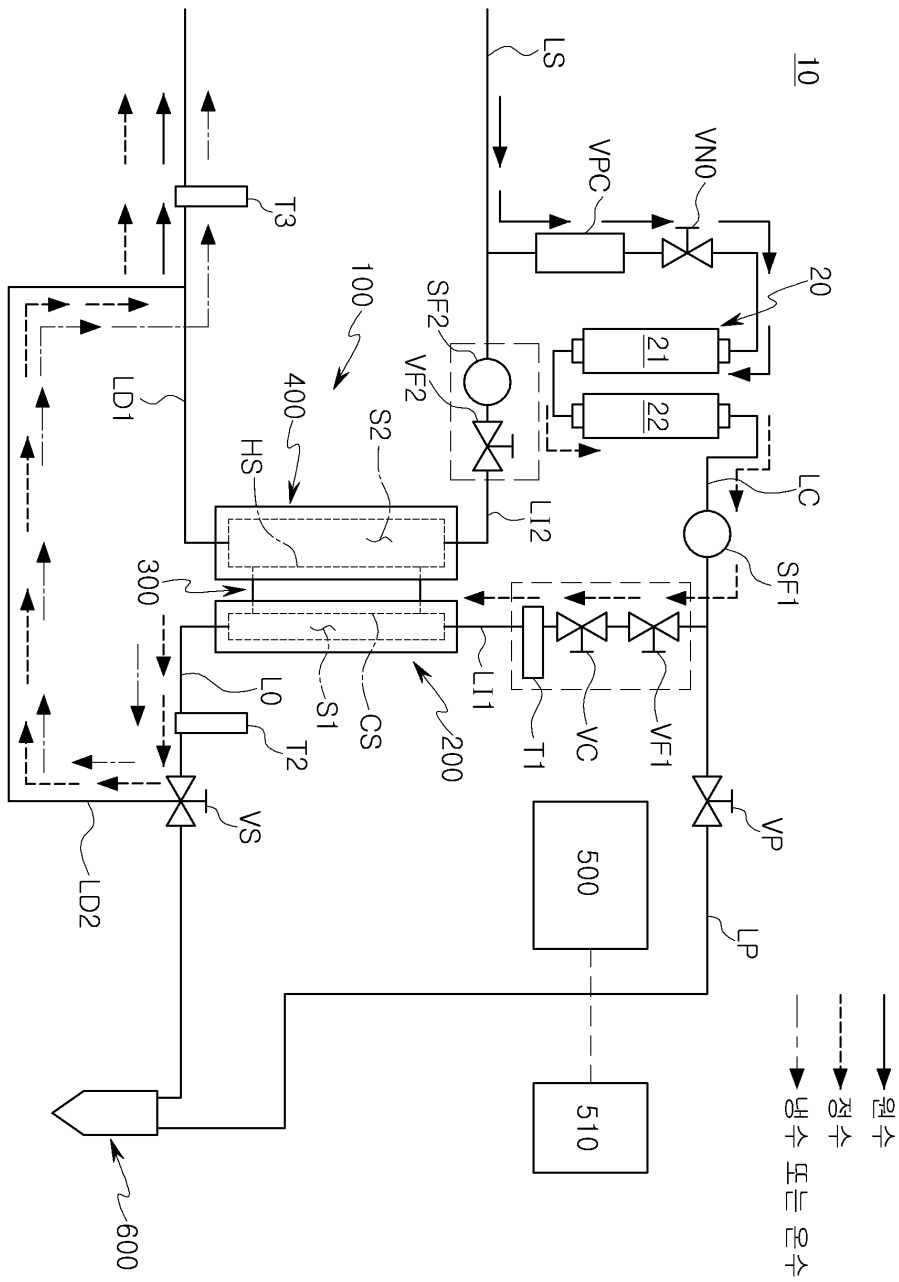 10
LS
VPC
VN0
20
21
22
LC
SF1
SF2
VF2
LI2
100
400
S2
HS
LD1
T3
300
200
LI1
T1
VC
VF1
VP
LP
L0
T2
S1
CS
VS
LD2
500
510
600
원수
정수
냉수 또는 온수